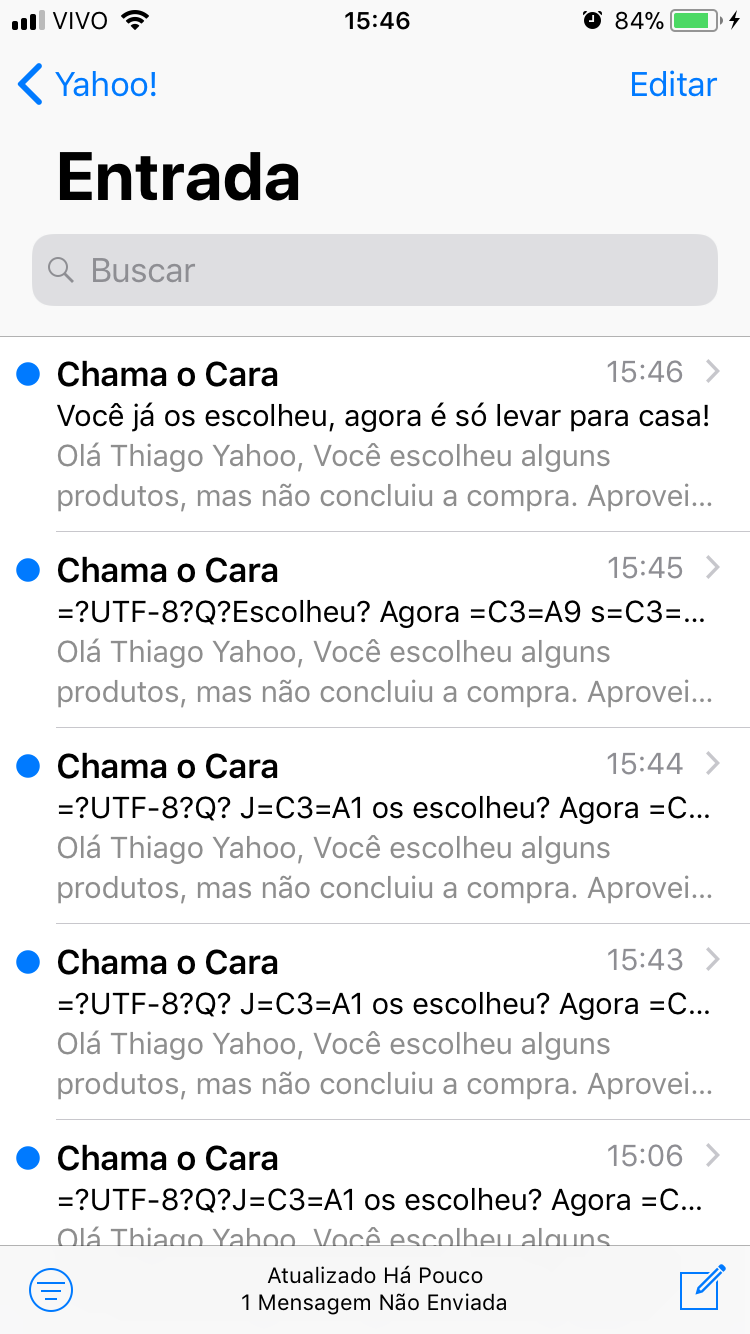 VIVO 15:46 84%
Yahoo! Editar
Entrada
Buscar
Chama o Cara 15:46
Você já os escolheu, agora é só levar para casa!
Olá Thiago Yahoo, Você escolheu alguns
produtos, mas não concluiu a compra. Aprovei...
Chama o Cara 15:45
=?UTF-8?Q?Escolheu? Agora =C3=A9 s=C3=...
Olá Thiago Yahoo, Você escolheu alguns
produtos, mas não concluiu a compra. Aprovei...
Chama o Cara 15:44
=?UTF-8?Q? J=C3=A1 os escolheu? Agora =C...
Olá Thiago Yahoo, Você escolheu alguns
produtos, mas não concluiu a compra. Aprovei...
Chama o Cara 15:43
=?UTF-8?Q? J=C3=A1 os escolheu? Agora =C...
Olá Thiago Yahoo, Você escolheu alguns
produtos, mas não concluiu a compra. Aprovei...
Chama o Cara 15:06
=?UTF-8?Q?J=C3=A1 os escolheu? Agora =C...
Olá Thiago Yahoo, Você escolheu alguns
Atualizado Há Pouco
1 Mensagem Não Enviada